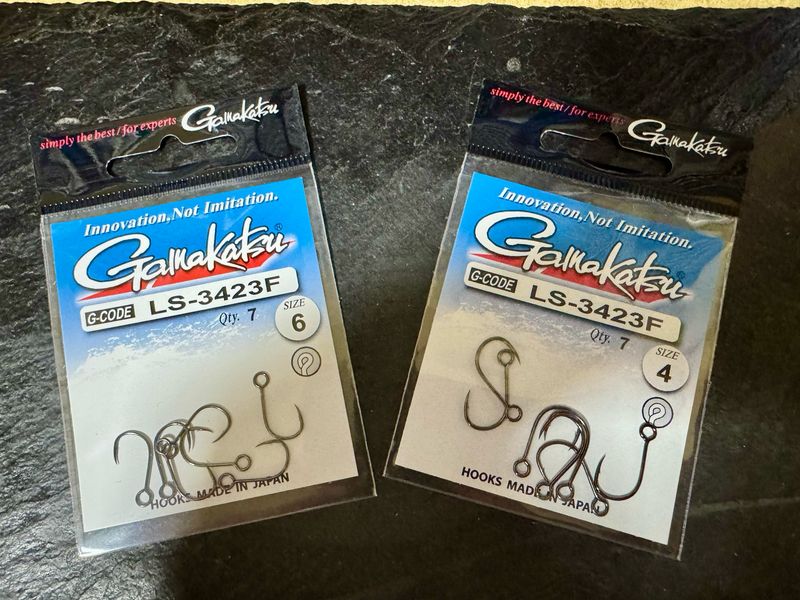 simply the best/for experts Gamakatsu
Innovation, Not Imitation.
Gamakatsu
G-CODE LS-3423F
Qty. 7
SIZE
6
HOOKS MADE IN JAPAN
simply the best/for experts Gamakatsu
Innovation, Not Imitation.
Gamakatsu®
G-CODE LS-3423F
Qty. 7
SIZE
4
HOOKS MADE IN JAPAN